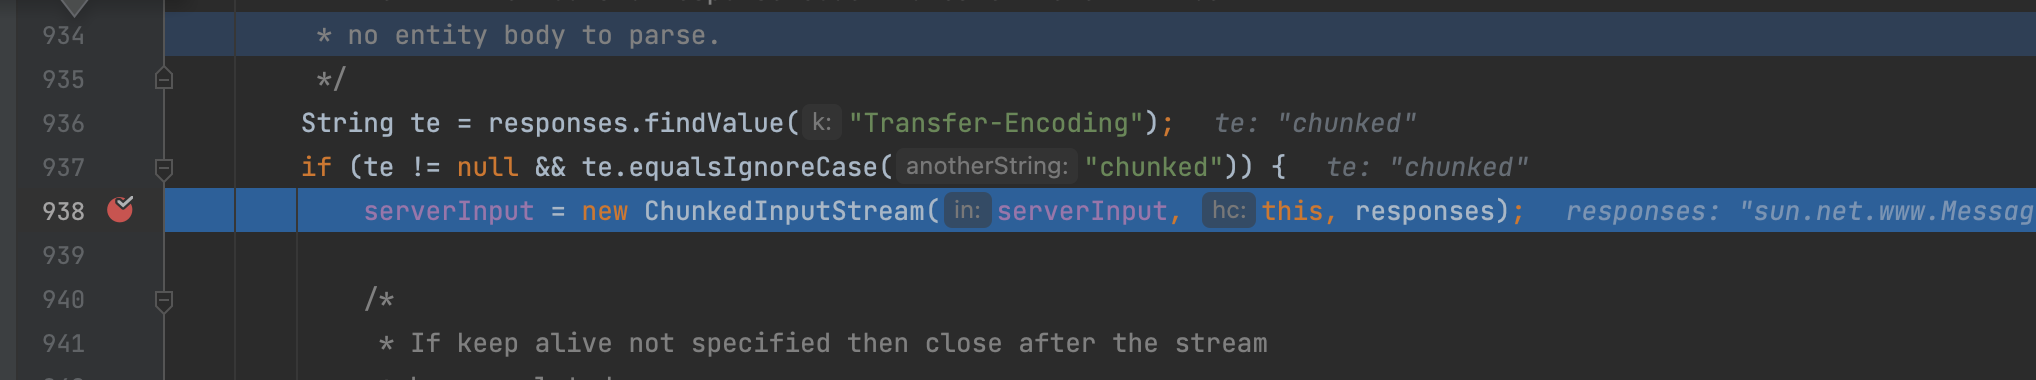 934 * no entity body to parse.
935 */
936 String te = responses.findValue( k: "Transfer-Encoding"); te: "chunked"
937 if (te != null && te.equalsIgnoreCase( anotherString: "chunked")) { te: "chunked"
938 serverInput = new ChunkedInputStream( in: serverInput, hc: this, responses); responses: "sun.net.www.Messag
939
940 /*
941 * If keep alive not specified then close after the stream